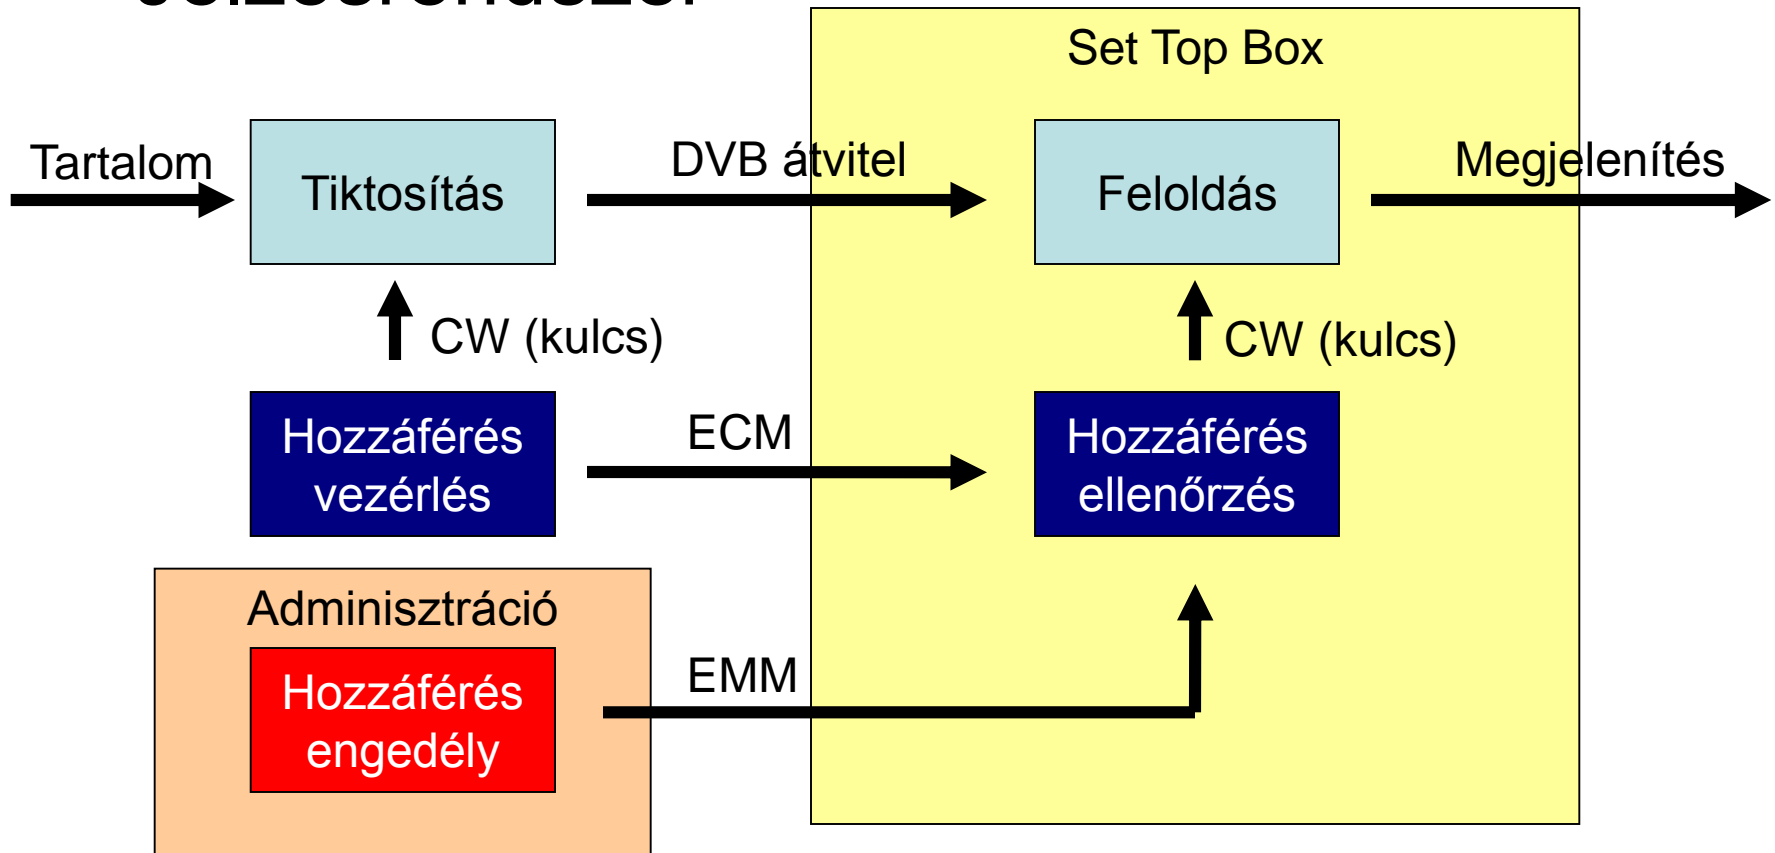 Set Top Box
Tartalom
Tiktosítás
DVB átvitel
Feloldás
Megjelenítés
CW (kulcs)
CW (kulcs)
Hozzáférés
vezérlés
ECM
Hozzáférés
ellenőrzés
Adminisztráció
Hozzáférés
engedély
EMM